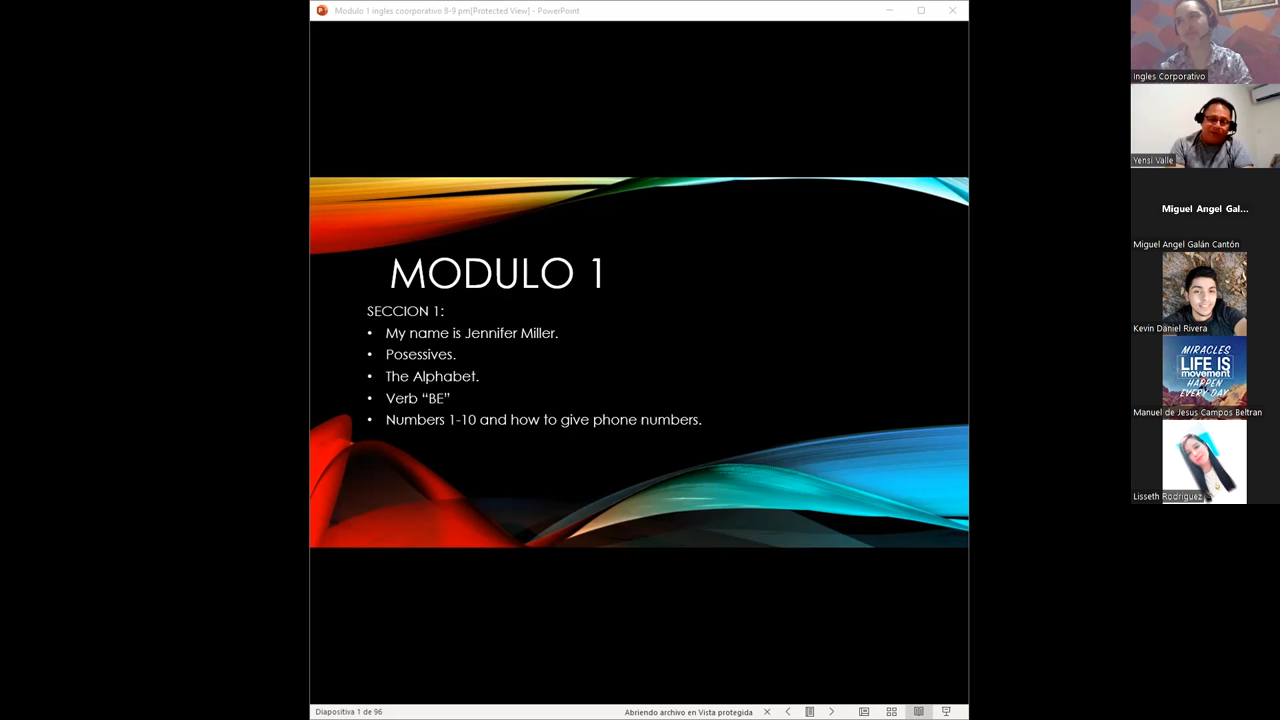 Modulo 1 ingles coorporativo 8-9 pm[Protected View] - PowerPoint
MODULO 1
SECCION 1:
• My name is Jennifer Miller.
• Posessives.
• The Alphabet.
• Verb “BE”
• Numbers 1-10 and how to give phone numbers.
Diapositiva 1 de 96
Abriendo archivo en Vista protegida
Ingles Corporativo
Yensi Valle
Miguel Angel Gal...
Miguel Angel Galán Cantón
Kevin Daniel Rivera
MIRACLES
LIFE IS
movement
HAPPEN
EVERY DAY
Manuel de Jesus Campos Beltran
Lisseth Rodriguez